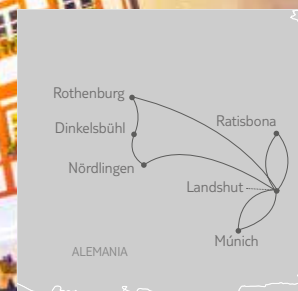 Rothenburg
Ratisbona
Dinkelsbühl
Nördlingen
Landshut
Múnich
ALEMANIA